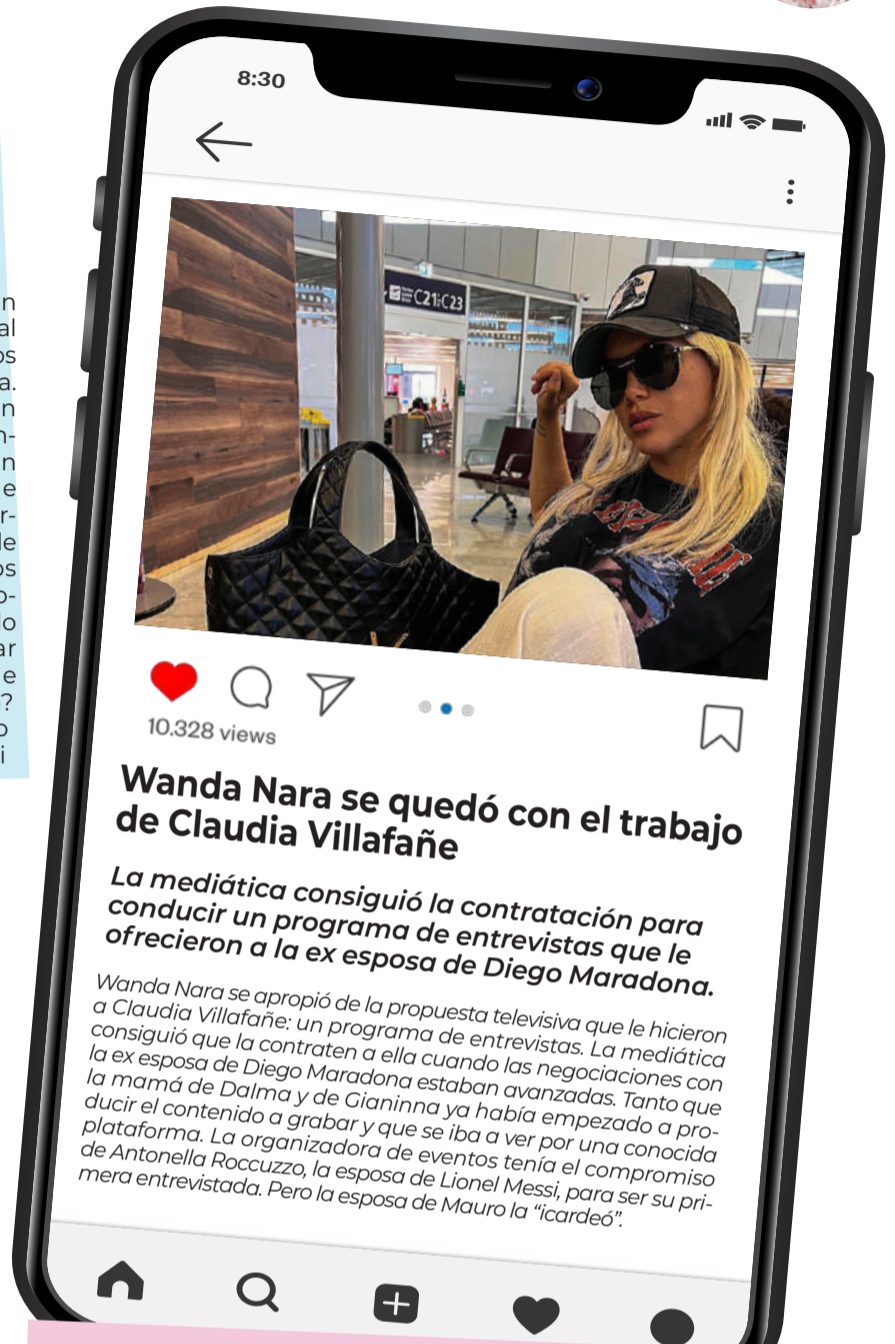 8:30
C21-C23
10.328 views
Wanda Nara se quedó con el trabajo
de Claudia Villafañe
La mediática consiguió la contratación para
conducir un programa de entrevistas que le
ofrecieron a la ex esposa de Diego Maradona.
Wanda Nara se apropió de la propuesta televisiva que le hicieron
a Claudia Villafañe: un programa de entrevistas. La mediática
consiguió que la contraten a ella cuando las negociaciones con
la ex esposa de Diego Maradona estaban avanzadas. Tanto que
la mamá de Dalma y de Gianinna ya había empezado a pro-
ducir el contenido a grabar y que se iba a ver por una conocida
plataforma. La organizadora de eventos tenía el compromiso
de Antonella Roccuzzo, la esposa de Lionel Messi, para ser su pri-
mera entrevistada. Pero la esposa de Mauro la “icardeó”.